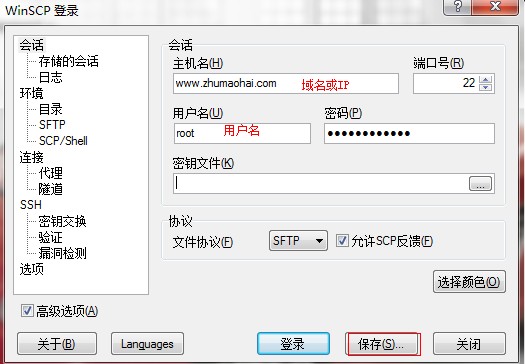 WinSCP 登录
会话
存储的会话
日志
环境
目录
SFTP
SCP/Shell
连接
代理
隧道
SSH
密钥交换
验证
漏洞检测
选项
高级选项(A)
会话
主机名(H)
端口号(R)
www.zhumaohai.com 域名或IP
22
用户名(U)
密码(P)
root 用户名
●●●●●●●●●●●●
密钥文件(K)
...
协议
文件协议(F)
SFTP
允许SCP反馈(F)
选择颜色(O)
关于(B)
Languages
登录
保存(S)...
关闭